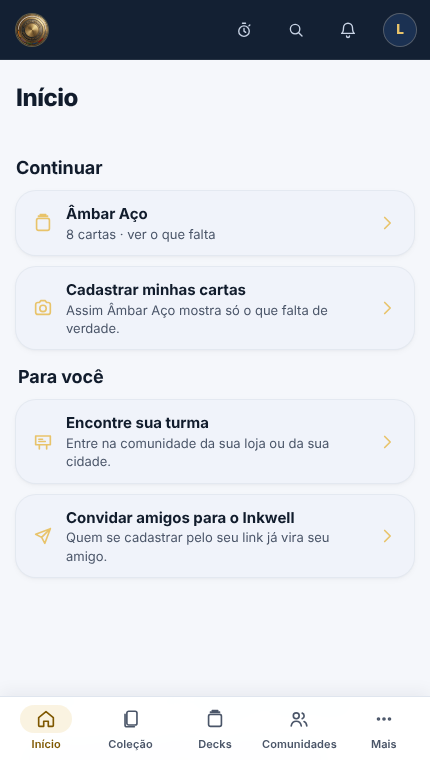 L
Início
Continuar
Âmbar Aço
8 cartas · ver o que falta
Cadastrar minhas cartas
Assim Âmbar Aço mostra só o que falta de
verdade.
Para você
Encontre sua turma
Entre na comunidade da sua loja ou da sua
cidade.
Convidar amigos para o Inkwell
Quem se cadastrar pelo seu link já vira seu
amigo.
Início
Coleção
Decks
Comunidades
Mais